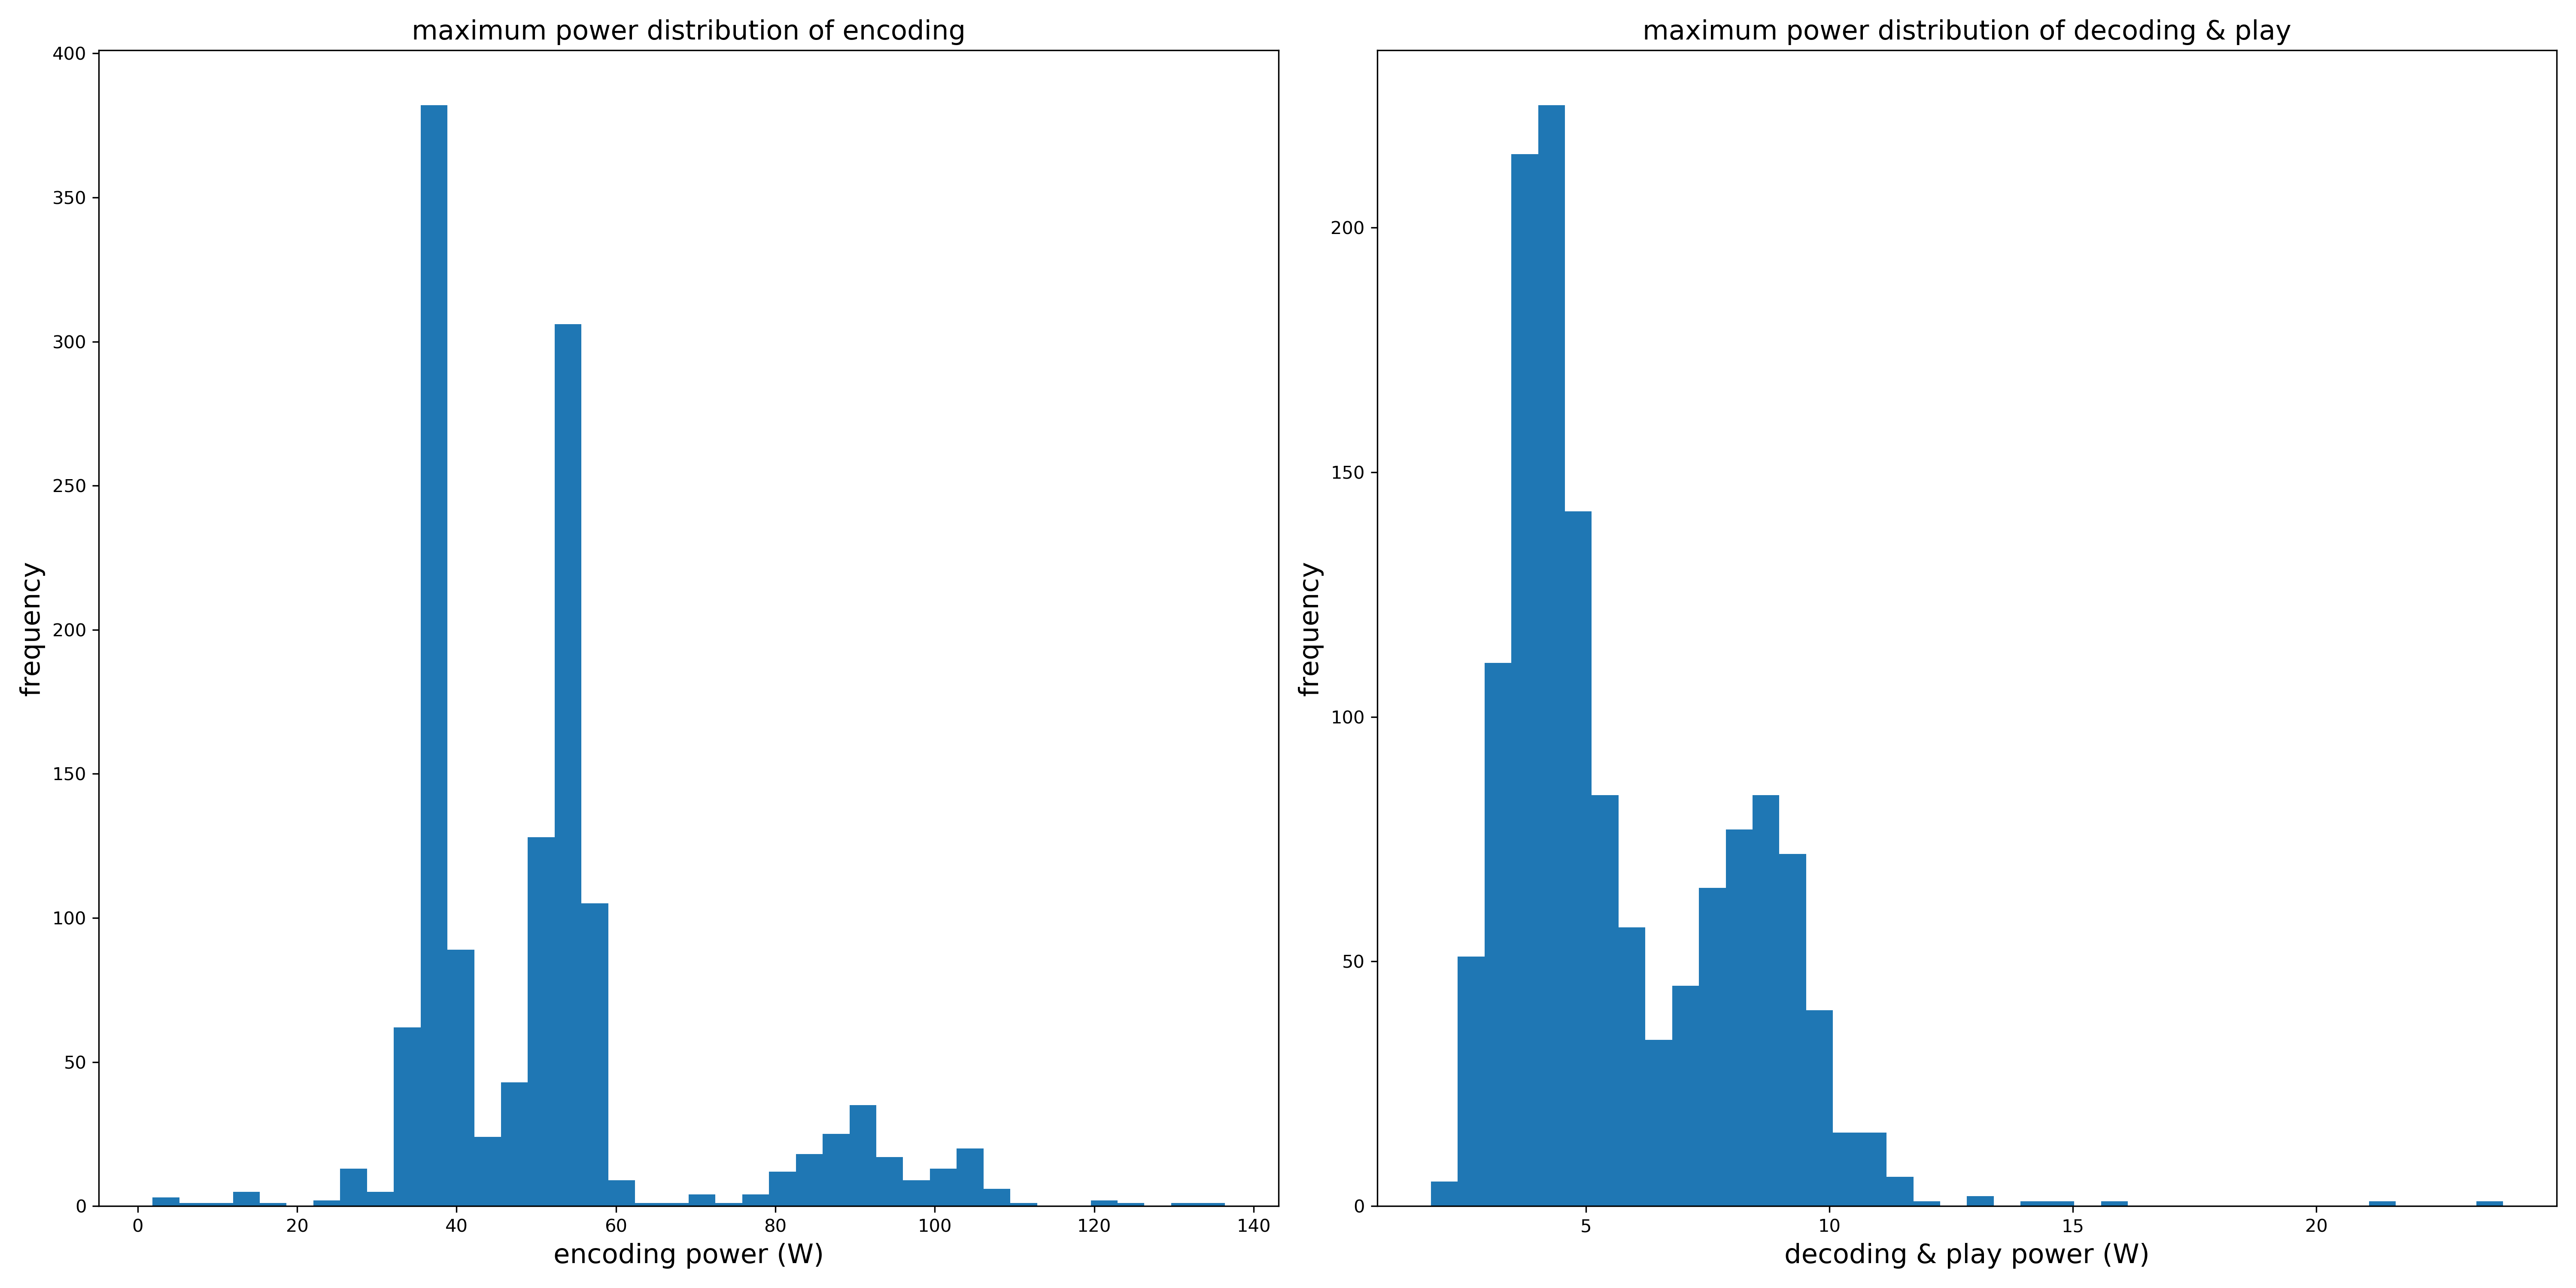 maximum power distribution of encoding
400
350
300
250
200
150
100
50
0
frequency
0 20 40 60 80 100 120 140
encoding power (W)
maximum power distribution of decoding & play
200
150
100
50
0
frequency
5 10 15 20
decoding & play power (W)